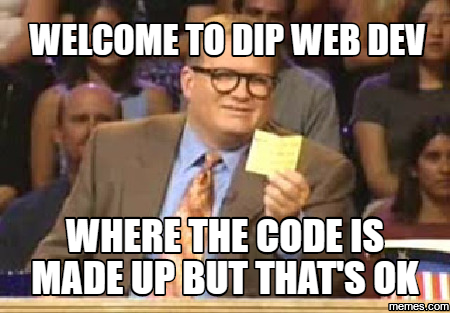 WELCOME TO DIP WEB DEV
WHERE THE CODE IS
MADE UP BUT THAT'S OK
memes.com